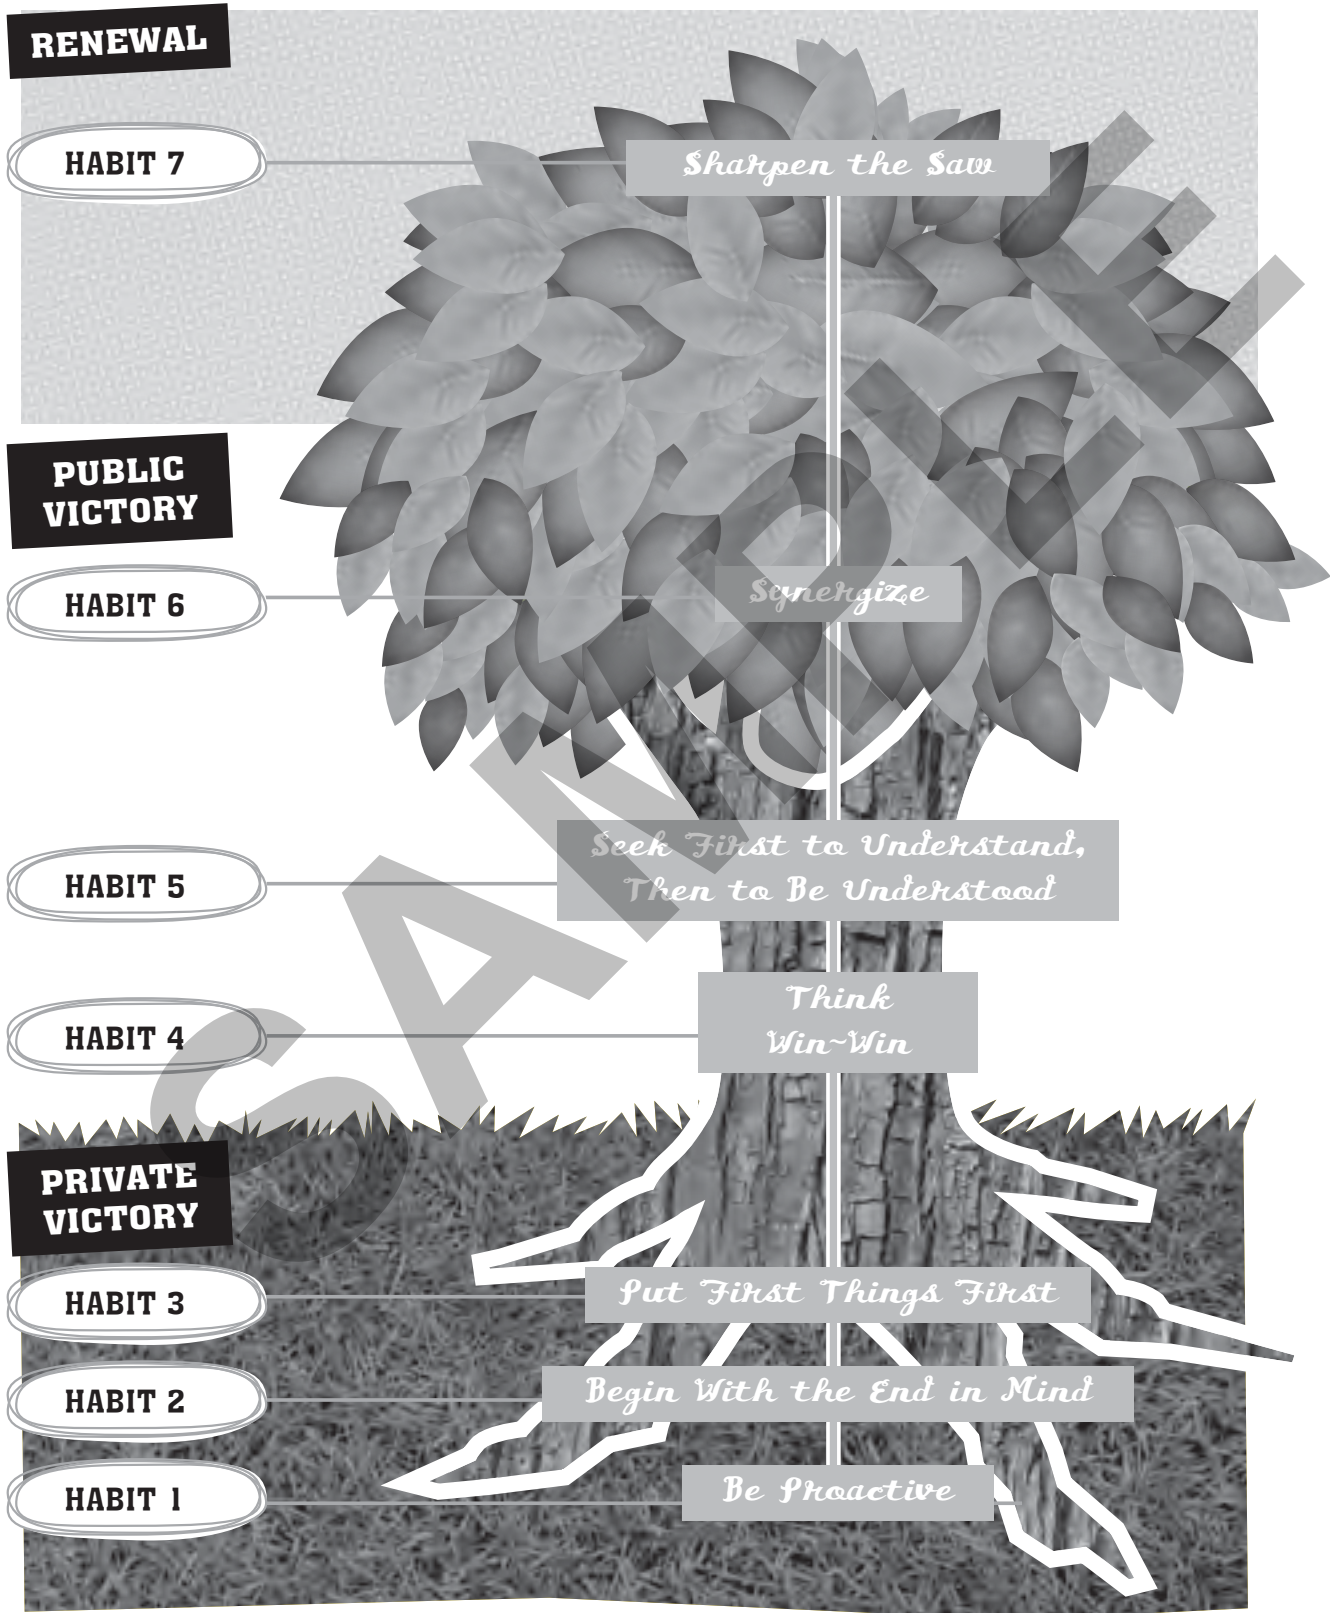 RENEWAL
HABIT 7
Sharpen the Saw
PUBLIC
VICTORY
HABIT 6
Synergize
HABIT 5
Seek First to Understand,
Then to Be Understood
HABIT 4
Think
Win~Win
PRIVATE
VICTORY
HABIT 3
Put First Things First
HABIT 2
Begin With the End in Mind
HABIT 1
Be Proactive
SAMPLE